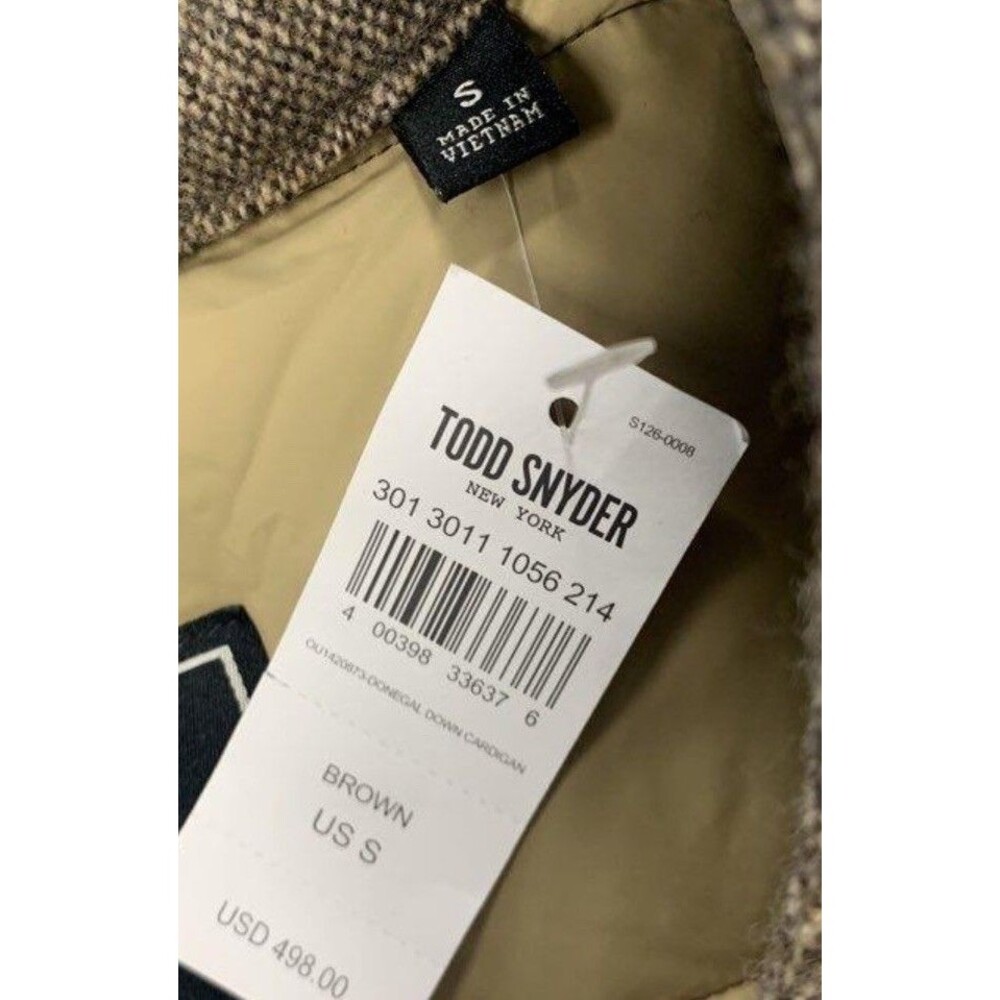 S
MADE IN
VIETNAM
S126-0008
TODD SNYDER
NEW YORK
301 3011 1056 214
4 00398 33637 6
OU1420873-DONEGAL DOWN CARDIGAN
BROWN
US S
USD 498.00